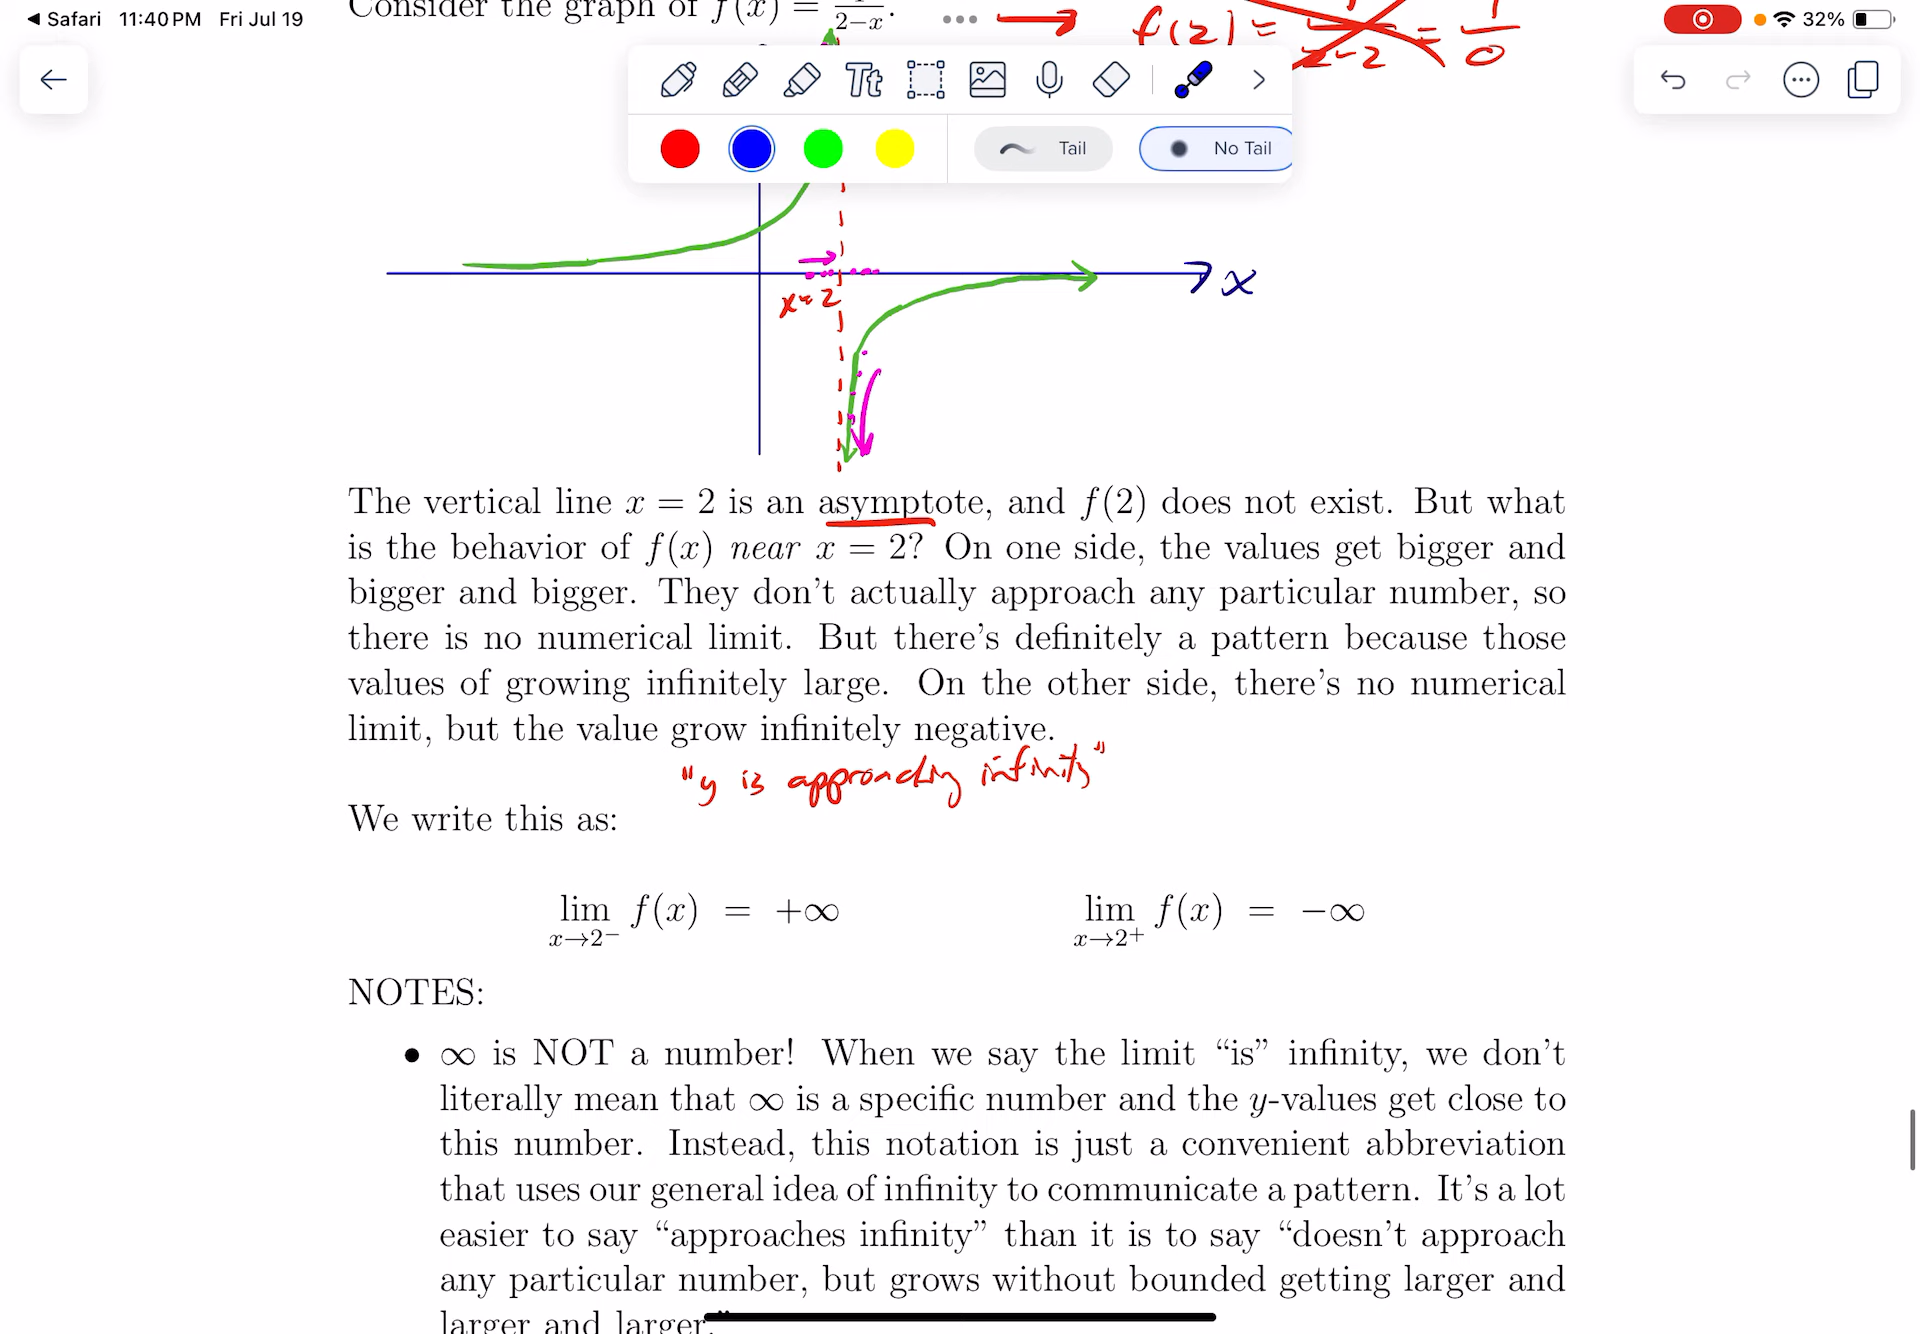 Safari 11:40 PM Fri Jul 19
32%
Consider the graph of f(x) = 1/2−x.
f(2) = 1/2-2 = 1/0
Tt
Tail
No Tail
x
x=2
The vertical line x = 2 is an asymptote, and f(2) does not exist. But what
is the behavior of f(x) near x = 2? On one side, the values get bigger and
bigger and bigger. They don't actually approach any particular number, so
there is no numerical limit. But there's definitely a pattern because those
values of growing infinitely large. On the other side, there's no numerical
limit, but the value grow infinitely negative.
"y is approaching infinity"
We write this as:
lim x→2− f(x) = +∞ lim x→2+ f(x) = −∞
NOTES:
• ∞ is NOT a number! When we say the limit “is” infinity, we don't
literally mean that ∞ is a specific number and the y-values get close to
this number. Instead, this notation is just a convenient abbreviation
that uses our general idea of infinity to communicate a pattern. It's a lot
easier to say “approaches infinity” than it is to say “doesn't approach
any particular number, but grows without bounded getting larger and
larger and larger.”